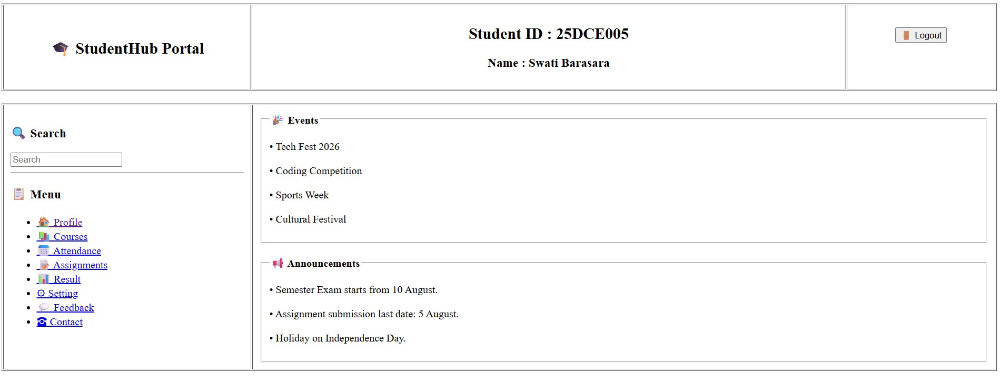 🎓 StudentHub Portal
Student ID : 25DCE005
Name : Swati Barasara
🚪 Logout
🔍 Search
Search
📋 Menu
• 🏠 Profile
• 📚 Courses
• 📅 Attendance
• 📝 Assignments
• 📊 Result
• ⚙ Setting
• 💬 Feedback
• ☎ Contact
🎉 Events
• Tech Fest 2026
• Coding Competition
• Sports Week
• Cultural Festival
📢 Announcements
• Semester Exam starts from 10 August.
• Assignment submission last date: 5 August.
• Holiday on Independence Day.